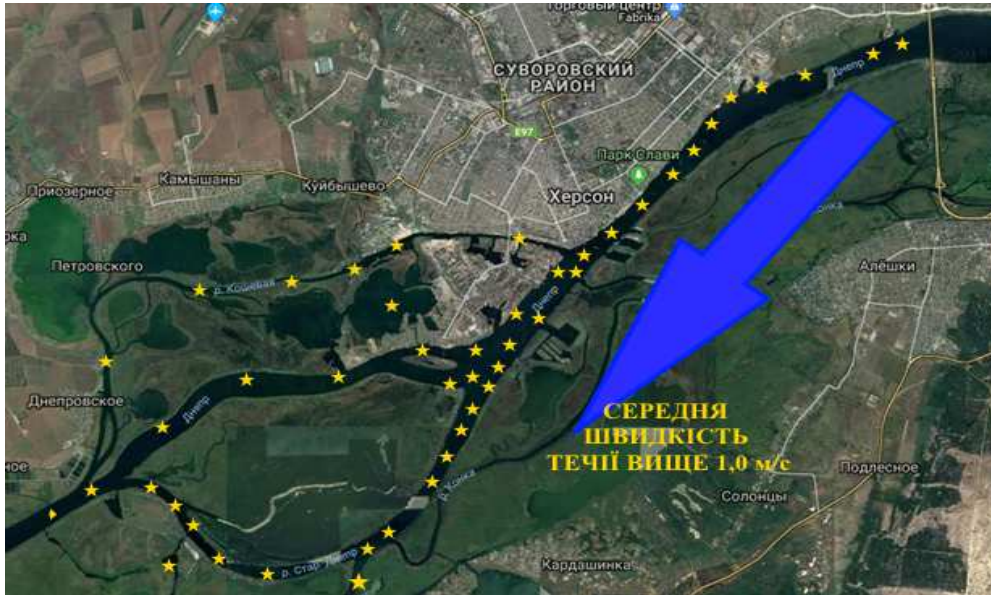 Торговый центр
Fabrika
СУВОРОВСКИЙ
РАЙОН
Днепр
E97
Парк Слави
Приозерное
Камышаны
Куйбышево
Херсон
Петровского
Алёшки
р. Кошевая
Днепр
Днепровское
Днепр
СЕРЕДНЯ
ШВИДКІСТЬ
ТЕЧІЇ ВИЩЕ 1,0 м/с
р. Конка
Подлесное
Солонцы
р. Стар. Днепр
Кардашинка